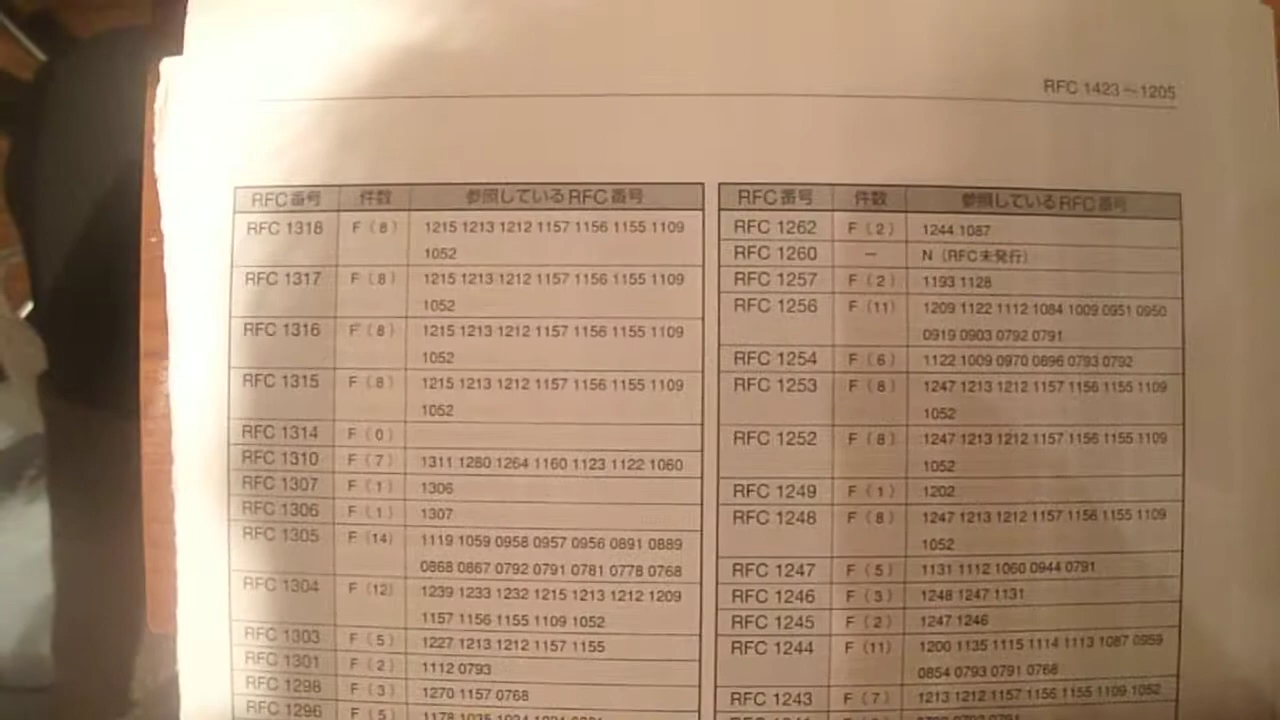 RFC 1423〜1205
RFC番号 件数 参照しているRFC番号
RFC 1318 F（8） 1215 1213 1212 1157 1156 1155 1109
1052
RFC 1317 F（8） 1215 1213 1212 1157 1156 1155 1109
1052
RFC 1316 F（8） 1215 1213 1212 1157 1156 1155 1109
1052
RFC 1315 F（8） 1215 1213 1212 1157 1156 1155 1109
1052
RFC 1314 F（0）
RFC 1310 F（7） 1311 1280 1264 1160 1123 1122 1060
RFC 1307 F（1） 1306
RFC 1306 F（1） 1307
RFC 1305 F（14） 1119 1059 0958 0957 0956 0891 0889
0868 0867 0792 0791 0781 0778 0768
RFC 1304 F（12） 1239 1233 1232 1215 1213 1212 1209
1157 1156 1155 1109 1052
RFC 1303 F（5） 1227 1213 1212 1157 1155
RFC 1301 F（2） 1112 0793
RFC 1298 F（3） 1270 1157 0768
RFC 1296 F（5）
RFC番号 件数 参照しているRFC番号
RFC 1262 F（2） 1244 1087
RFC 1260 － N（RFC未発行）
RFC 1257 F（2） 1193 1128
RFC 1256 F（11） 1209 1122 1112 1084 1009 0951 0950
0919 0903 0792 0791
RFC 1254 F（6） 1122 1009 0970 0896 0793 0792
RFC 1253 F（8） 1247 1213 1212 1157 1156 1155 1109
1052
RFC 1252 F（8） 1247 1213 1212 1157 1156 1155 1109
1052
RFC 1249 F（1） 1202
RFC 1248 F（8） 1247 1213 1212 1157 1156 1155 1109
1052
RFC 1247 F（5） 1131 1112 1060 0944 0791
RFC 1246 F（3） 1248 1247 1131
RFC 1245 F（2） 1247 1246
RFC 1244 F（11） 1200 1135 1115 1114 1113 1087 0959
0854 0793 0791 0768
RFC 1243 F（7） 1213 1212 1157 1156 1155 1109 1052